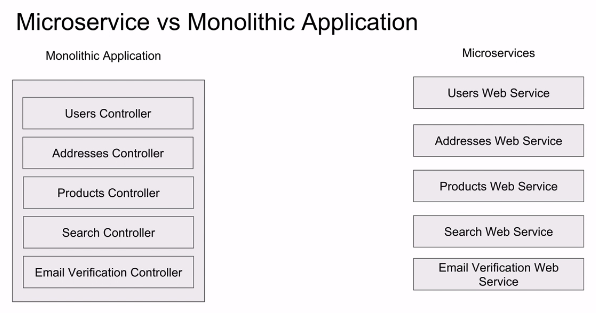 Microservice vs Monolithic Application
Monolithic Application
Users Controller
Addresses Controller
Products Controller
Search Controller
Email Verification Controller
Microservices
Users Web Service
Addresses Web Service
Products Web Service
Search Web Service
Email Verification Web
Service